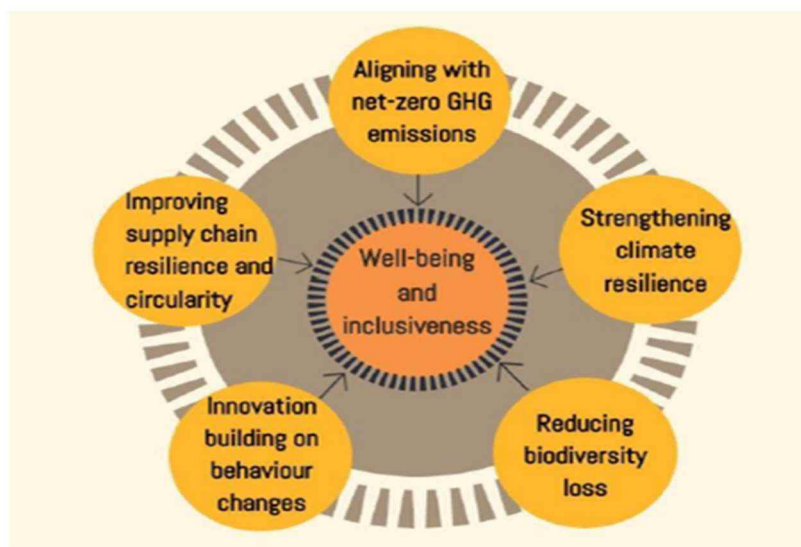 Aligning with
net-zero GHG
emissions
Improving
supply chain
resilience and
circularity
Strengthening
climate
resilience
Well-being
and
inclusiveness
Innovation
building on
behaviour
changes
Reducing
biodiversity
loss